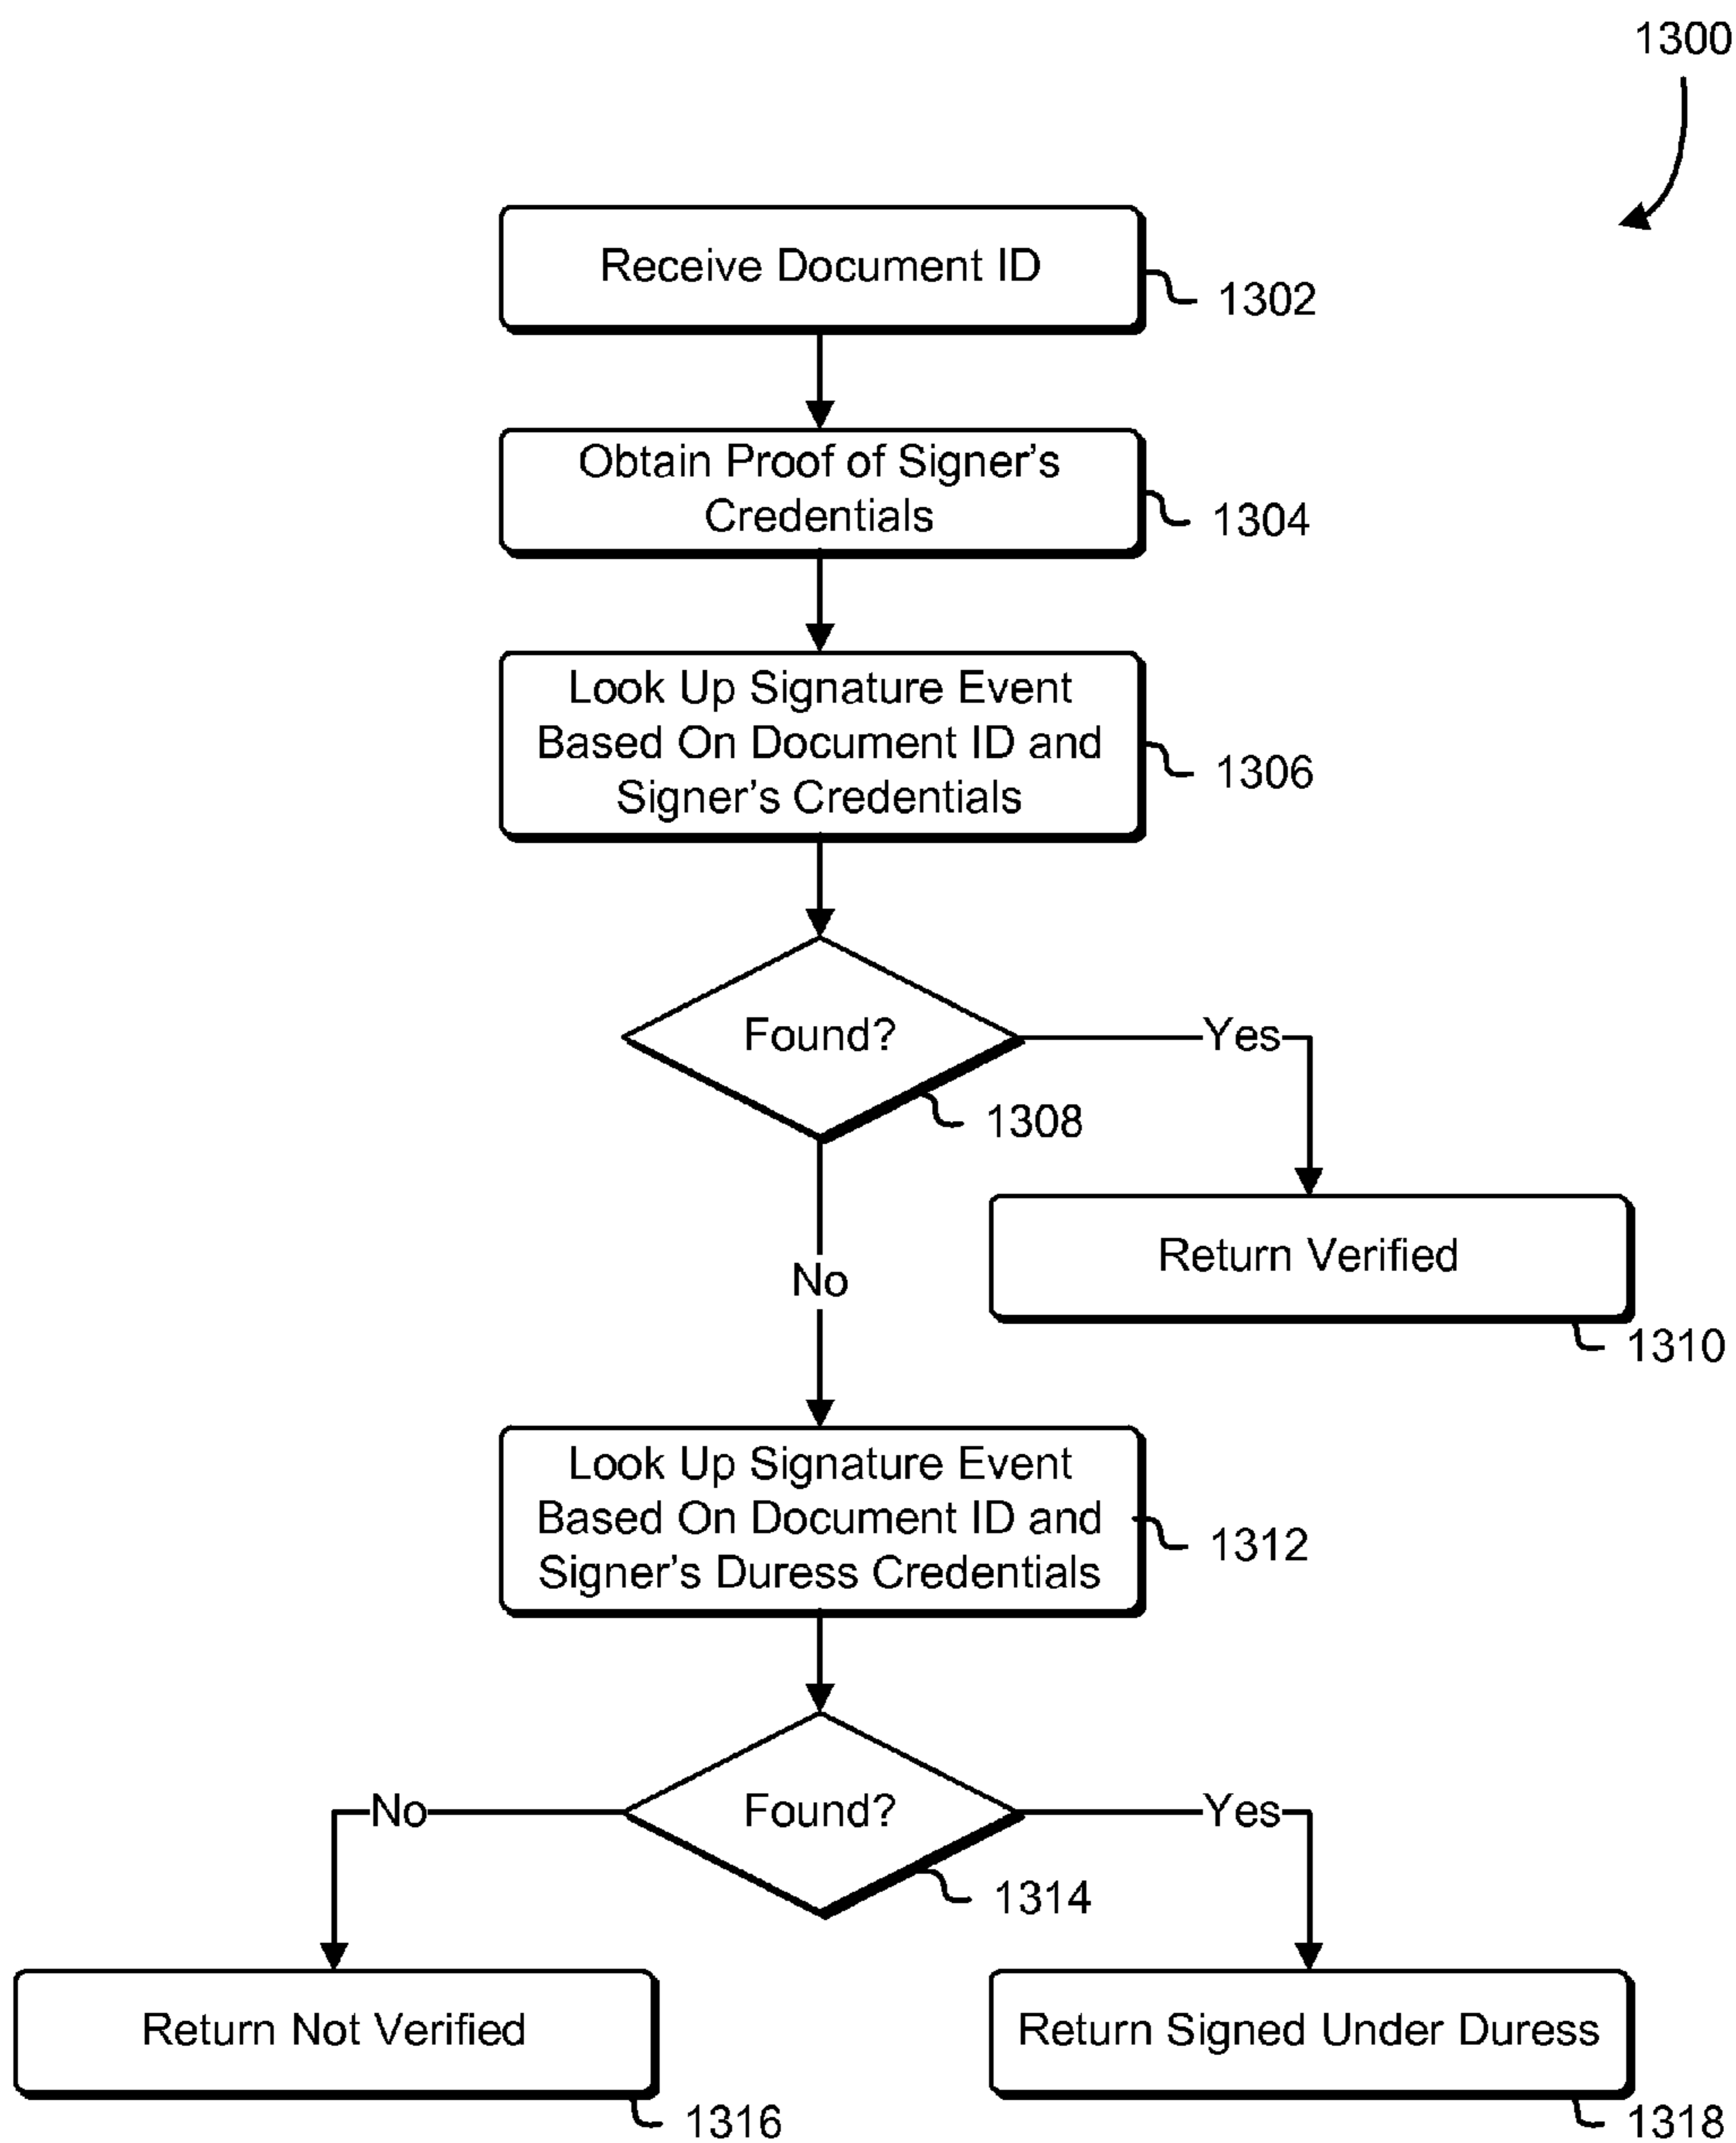 1300
Receive Document ID
1302
Obtain Proof of Signer's
Credentials
1304
Look Up Signature Event
Based On Document ID and
Signer's Credentials
1306
Found?
Yes
1308
Return Verified
1310
No
Look Up Signature Event
Based On Document ID and
Signer's Duress Credentials
1312
No
Found?
Yes
1314
Return Not Verified
1316
Return Signed Under Duress
1318